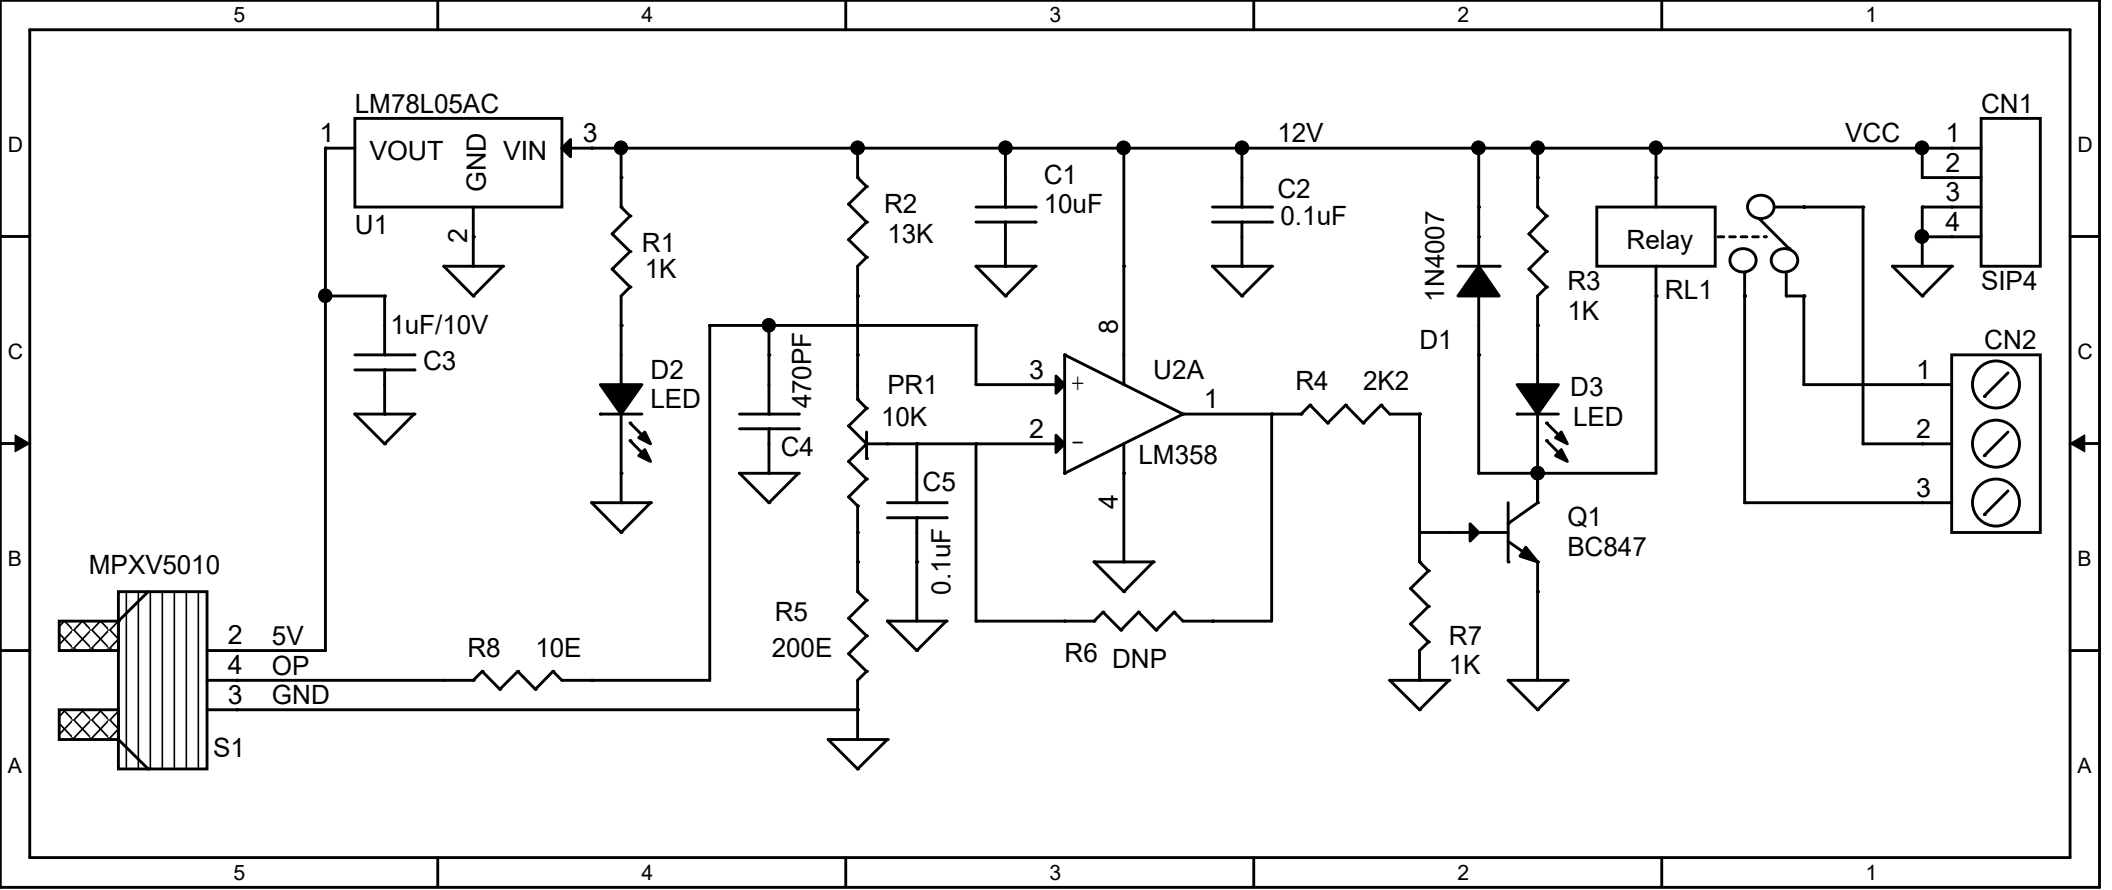 5 4 3 2 1
D
D
C
C
B
B
A
A
LM78L05AC
1
VOUT
GND
VIN
3
U1
2
1uF/10V
C3
R1
1K
D2
LED
R2
13K
C1
10uF
C2
0.1uF
12V
VCC
470PF
C4
PR1
10K
C5
0.1uF
R5
200E
8
3
+
2
-
U2A
1
LM358
4
R6 DNP
R4 2K2
1N4007
D1
R3
1K
D3
LED
Relay
RL1
Q1
BC847
R7
1K
CN1
1
2
3
4
SIP4
CN2
1
2
3
MPXV5010
2 5V
4 OP
3 GND
S1
R8 10E
5 4 3 2 1